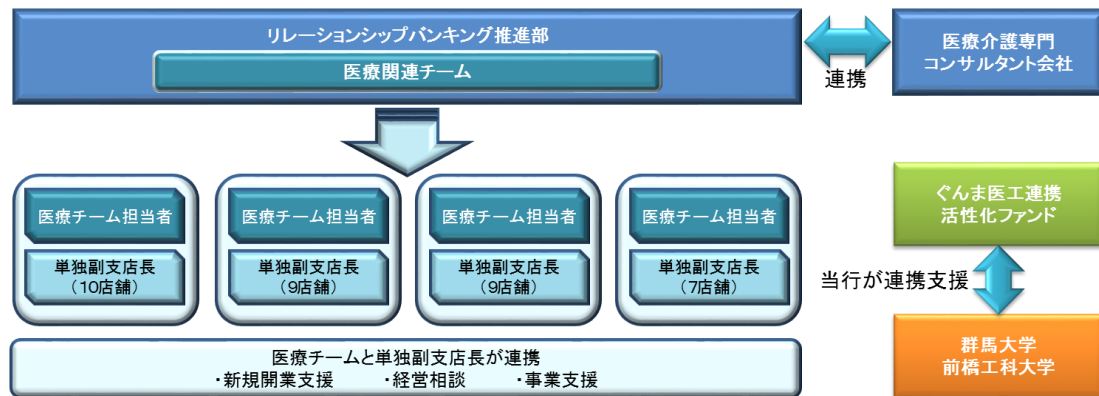 リレーションシップバンキング推進部
医療関連チーム
連携
医療介護専門
コンサルタント会社
医療チーム担当者
単独副支店長
（10店舗）
医療チーム担当者
単独副支店長
（9店舗）
医療チーム担当者
単独副支店長
（9店舗）
医療チーム担当者
単独副支店長
（7店舗）
医療チームと単独副支店長が連携
・新規開業支援　・経営相談　・事業支援
ぐんま医工連携
活性化ファンド
当行が連携支援
群馬大学
前橋工科大学